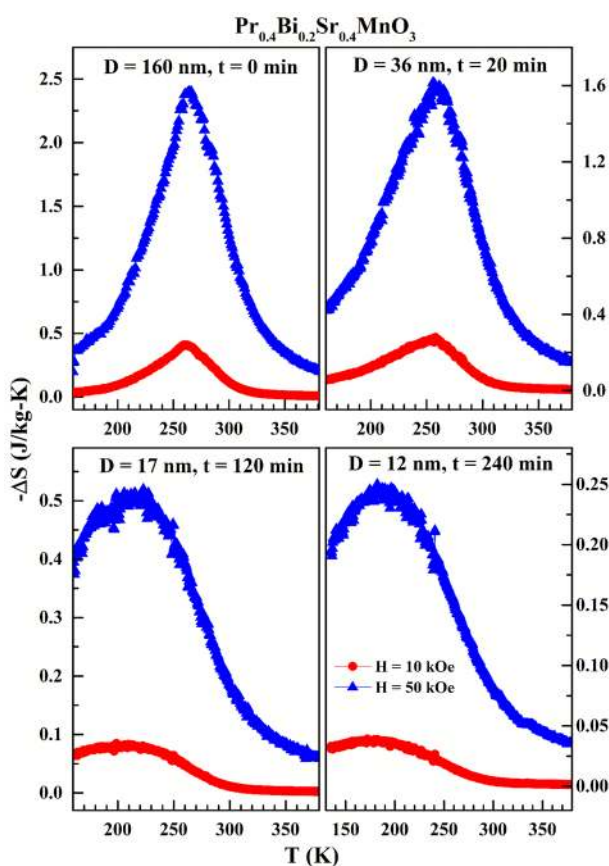 Pr0.4Bi0.2Sr0.4MnO3
D = 160 nm, t = 0 min
D = 36 nm, t = 20 min
2.5
2.0
1.5
1.0
0.5
0.0
1.6
1.2
0.8
0.4
0.0
200 250 300 350
200 250 300 350
-ΔS (J/kg-K)
D = 17 nm, t = 120 min
D = 12 nm, t = 240 min
0.5
0.4
0.3
0.2
0.1
0.0
0.25
0.20
0.15
0.10
0.05
0.00
H = 10 kOe
H = 50 kOe
200 250 300 350
150 200 250 300 350
T (K)